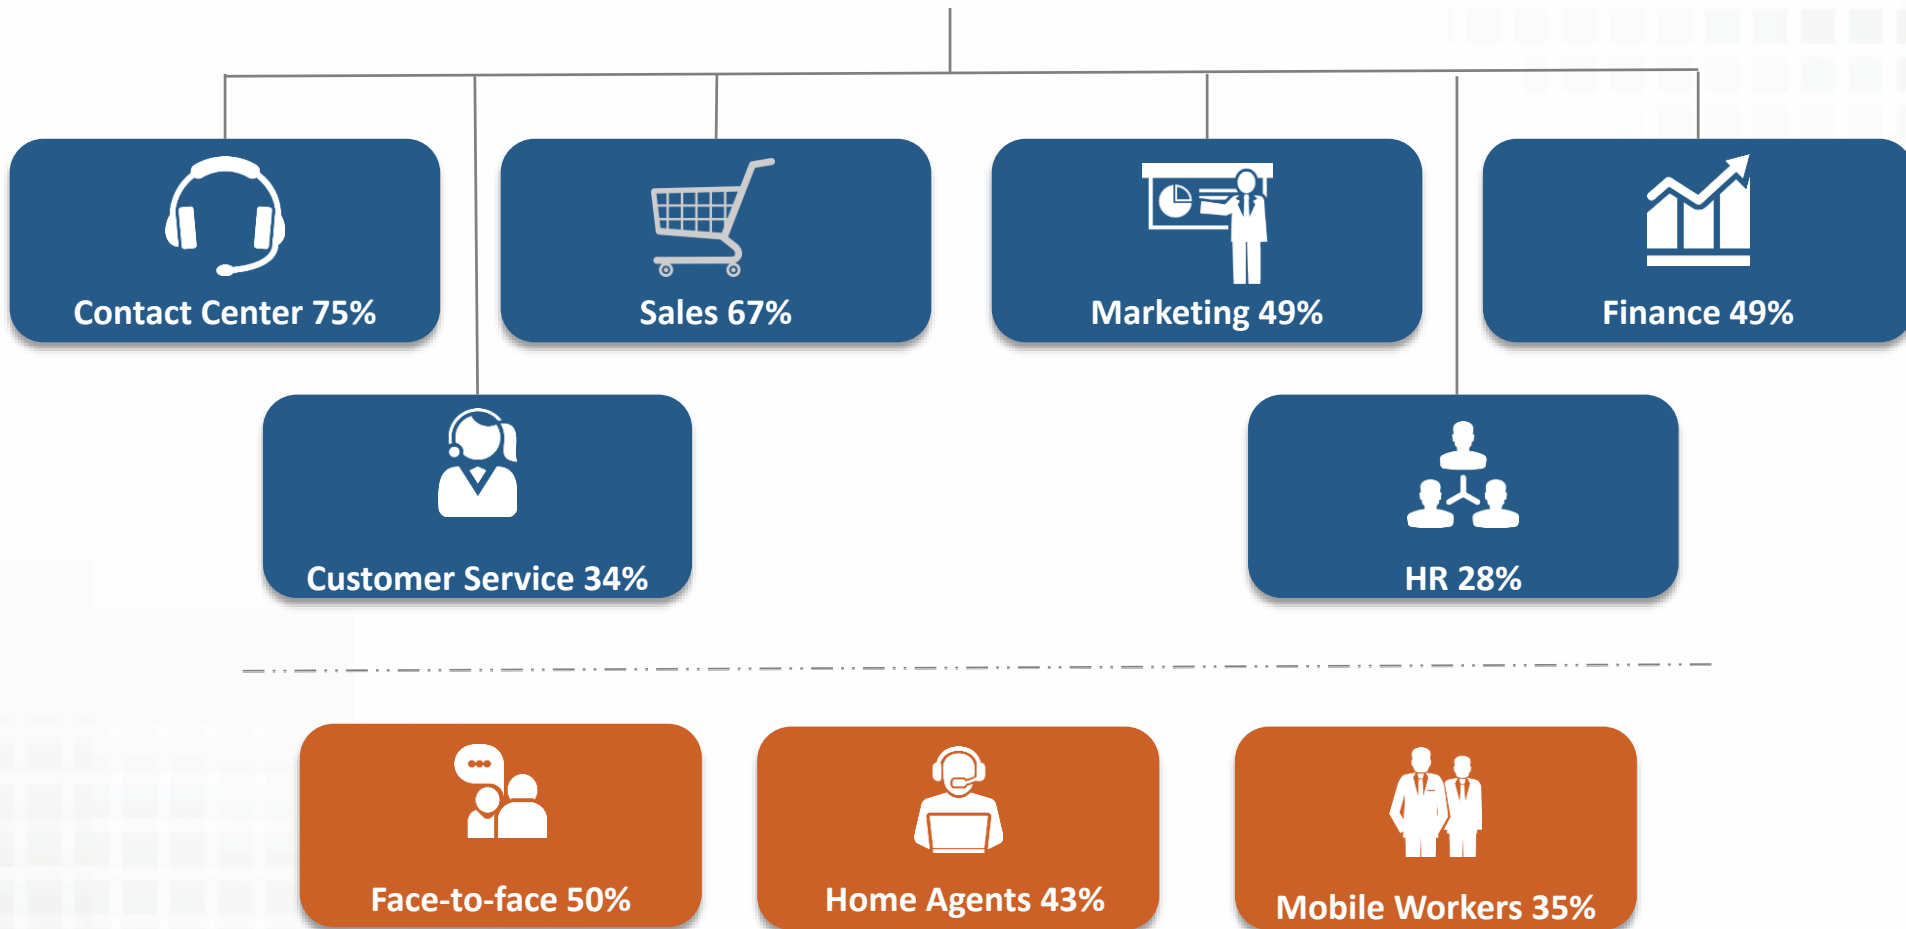 Contact Center 75%
Sales 67%
Marketing 49%
Finance 49%
Customer Service 34%
HR 28%
Face-to-face 50%
Home Agents 43%
Mobile Workers 35%